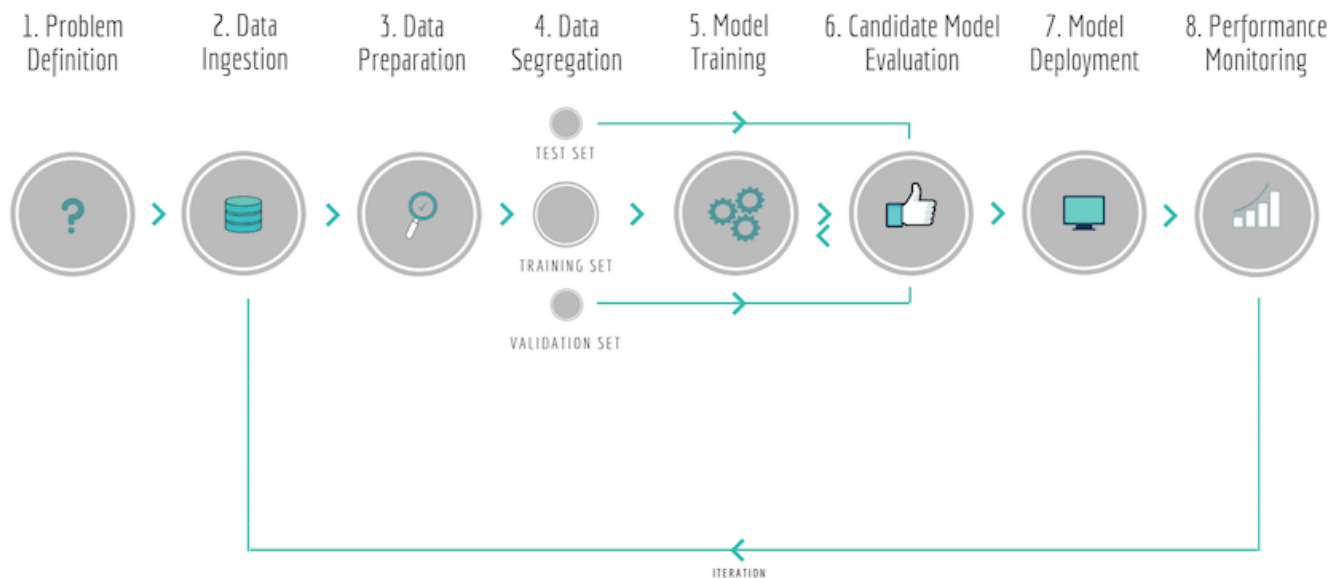 1. Problem
Definition
2. Data
Ingestion
3. Data
Preparation
4. Data
Segregation
5. Model
Training
6. Candidate Model
Evaluation
7. Model
Deployment
8. Performance
Monitoring
TEST SET
?
TRAINING SET
VALIDATION SET
ITERATION